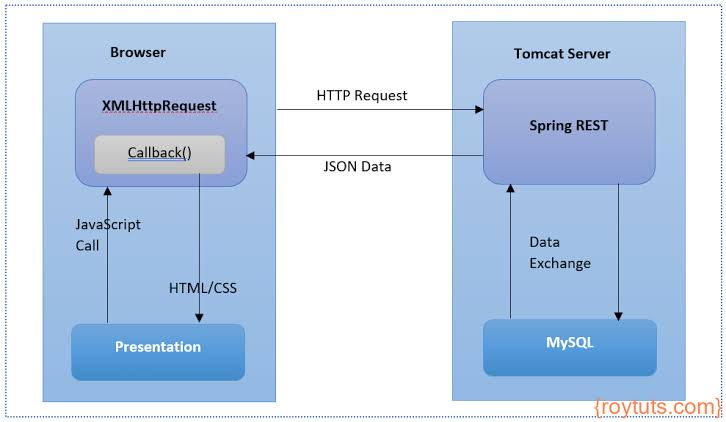 Browser
Tomcat Server
XMLHttpRequest
HTTP Request
Spring REST
Callback()
JSON Data
JavaScript
Call
Data
Exchange
HTML/CSS
Presentation
MySQL
{roytuts.com}